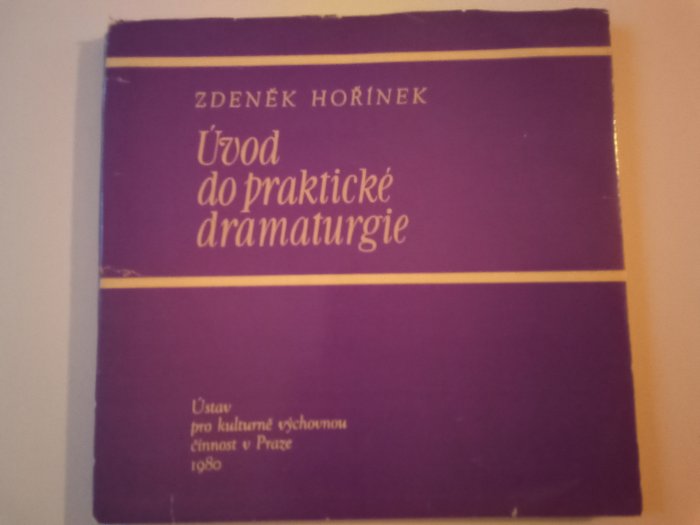 ZDENĚK HOŘÍNEK
Úvod
do praktické
dramaturgie
Ústav
pro kulturně výchovnou
činnost v Praze
1980